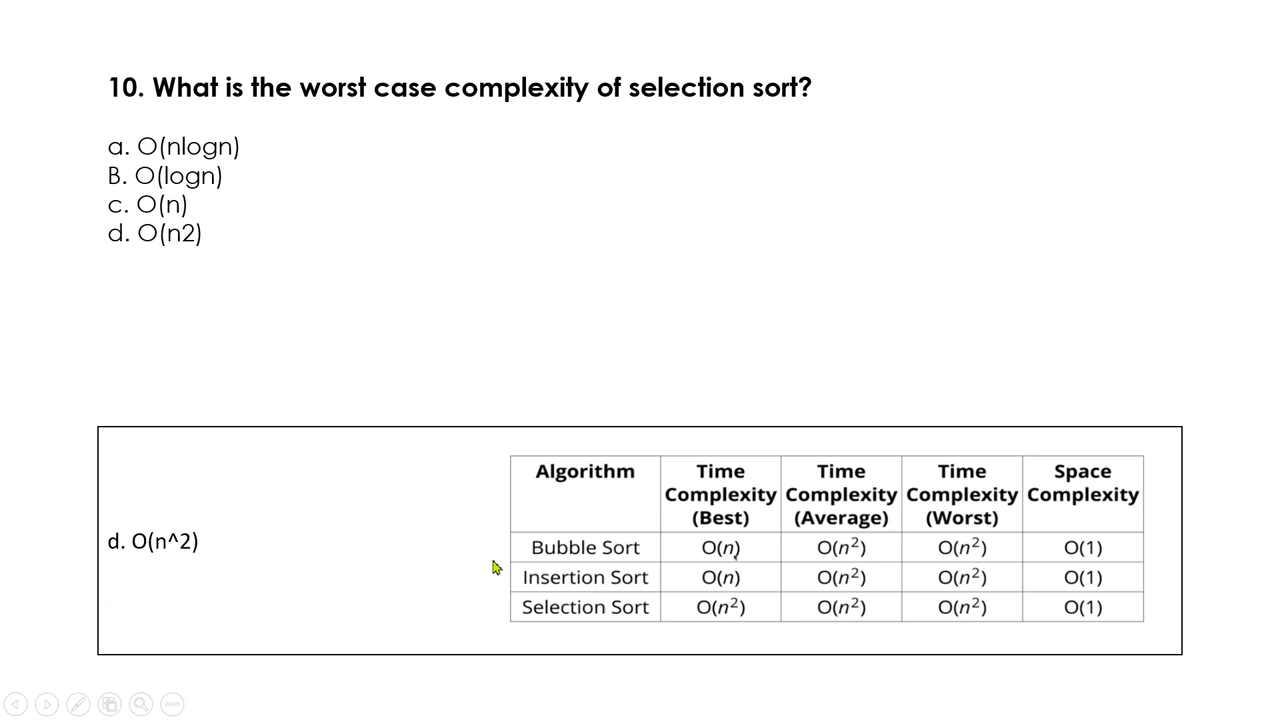 10. What is the worst case complexity of selection sort?
a. O(nlogn)
B. O(logn)
c. O(n)
d. O(n2)
d. O(n^2)
Algorithm Time Complexity (Best) Time Complexity (Average) Time Complexity (Worst) Space Complexity
Bubble Sort O(n) O(n²) O(n²) O(1)
Insertion Sort O(n) O(n²) O(n²) O(1)
Selection Sort O(n²) O(n²) O(n²) O(1)